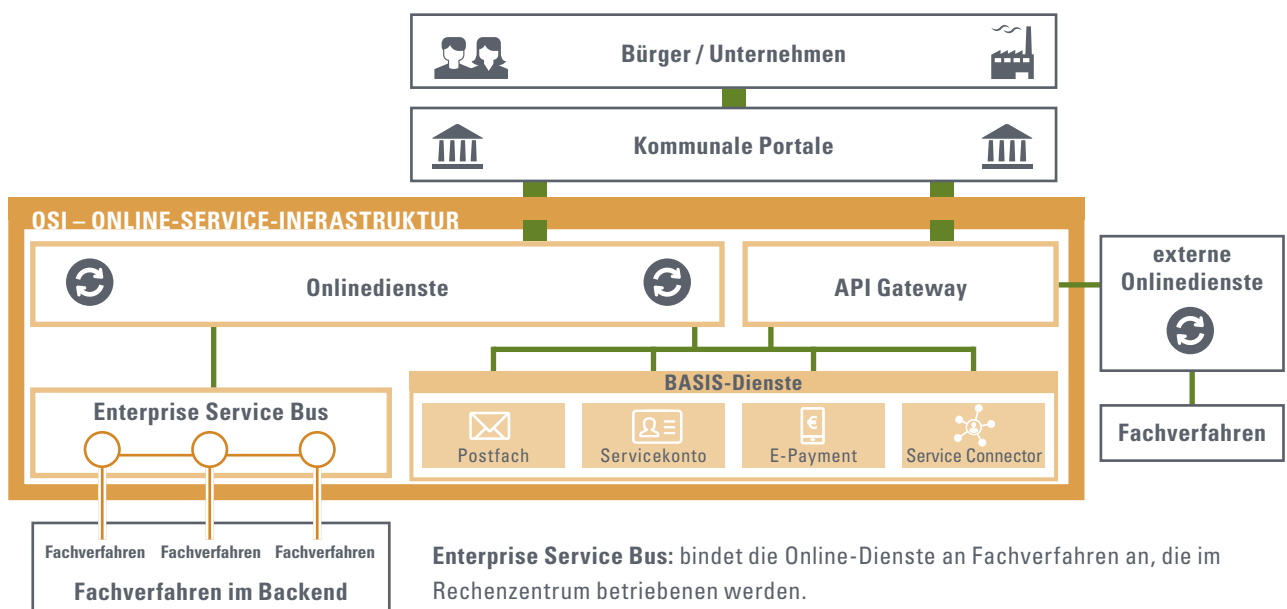 Bürger / Unternehmen
Kommunale Portale
OSI – ONLINE-SERVICE-INFRASTRUKTUR
Onlinedienste
API Gateway
externe
Onlinedienste
Fachverfahren
BASIS-Dienste
Postfach
Servicekonto
€
E-Payment
Service Connector
Enterprise Service Bus
Fachverfahren Fachverfahren Fachverfahren
Fachverfahren im Backend
Enterprise Service Bus: bindet die Online-Dienste an Fachverfahren an, die im
Rechenzentrum betriebenen werden.